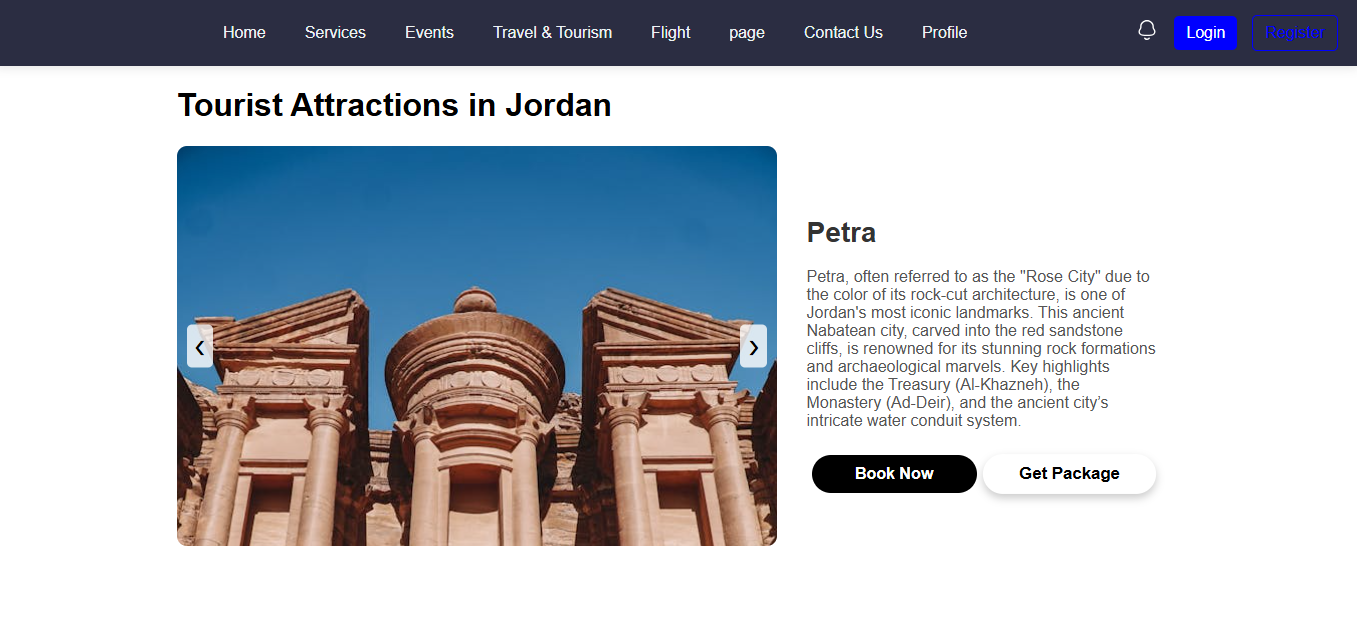 Home Services Events Travel & Tourism Flight page Contact Us Profile Login Register
Tourist Attractions in Jordan
❮
❯
Petra
Petra, often referred to as the "Rose City" due to
the color of its rock-cut architecture, is one of
Jordan's most iconic landmarks. This ancient
Nabatean city, carved into the red sandstone
cliffs, is renowned for its stunning rock formations
and archaeological marvels. Key highlights
include the Treasury (Al-Khazneh), the
Monastery (Ad-Deir), and the ancient city’s
intricate water conduit system.
Book Now Get Package